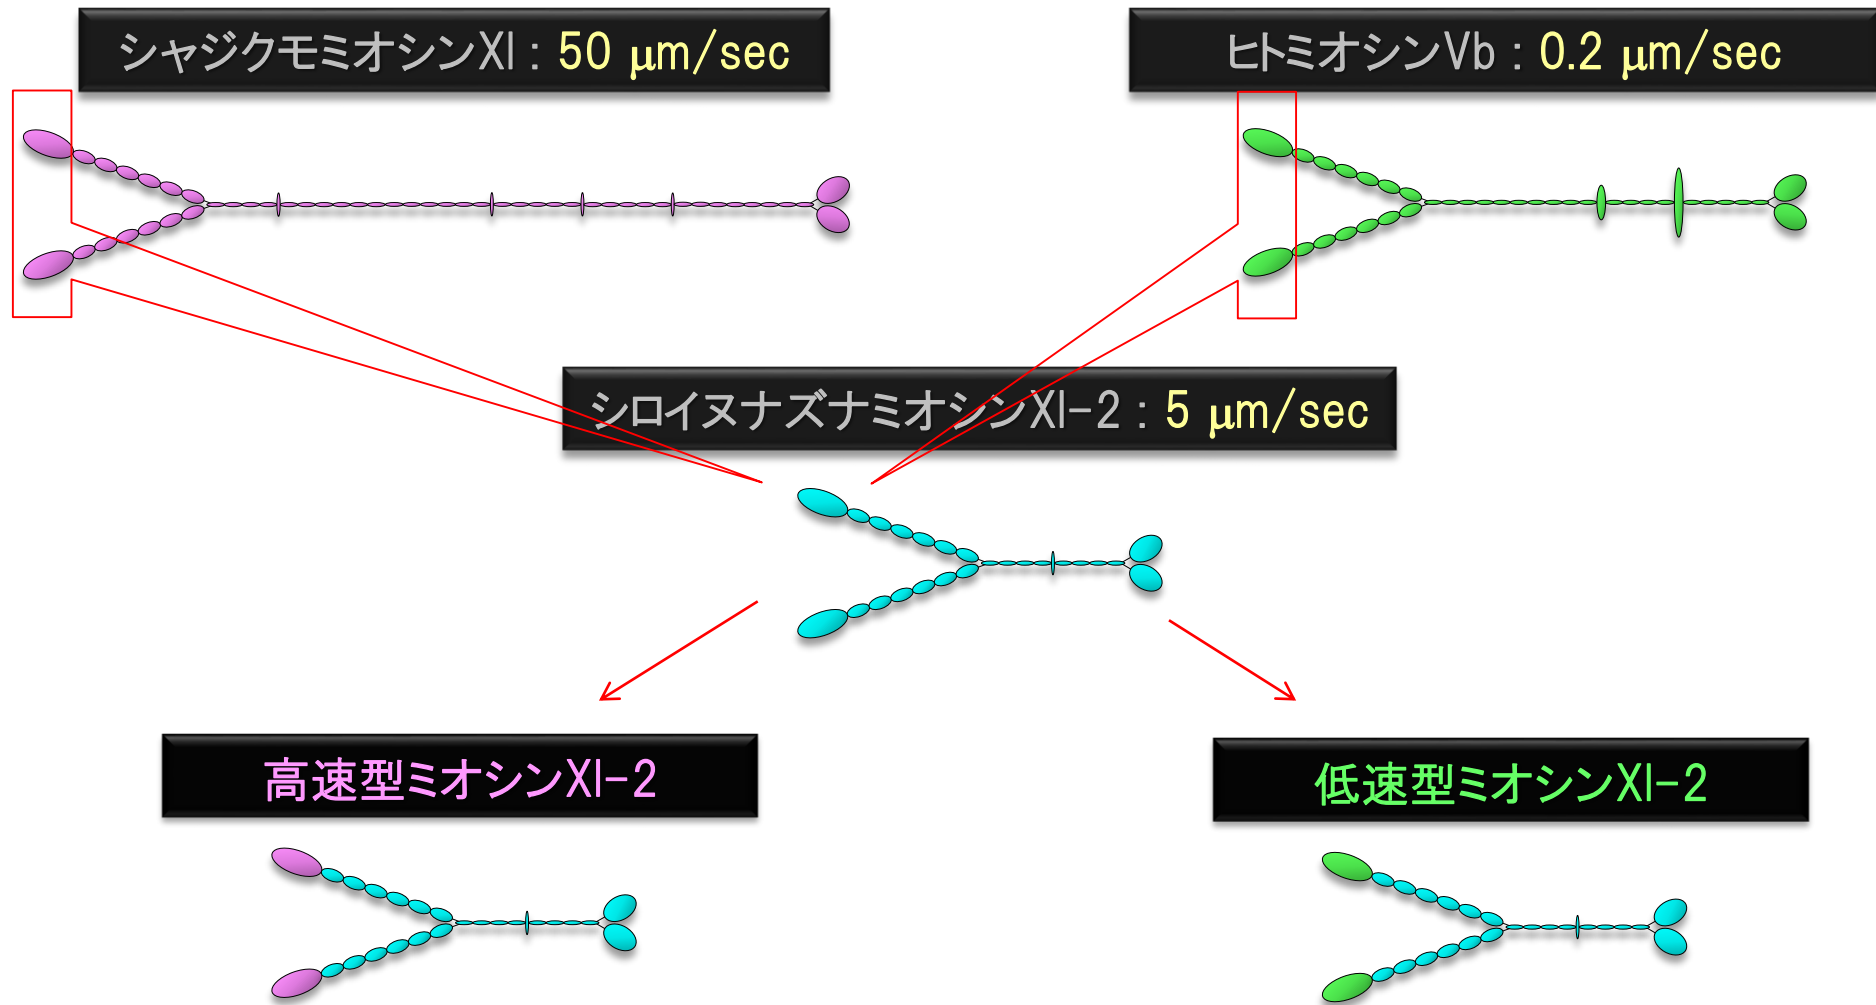 シャジクモミオシンXI : 50 μm/sec
ヒトミオシンVb : 0.2 μm/sec
シロイヌナズナミオシンXI-2 : 5 μm/sec
高速型ミオシンXI-2
低速型ミオシンXI-2